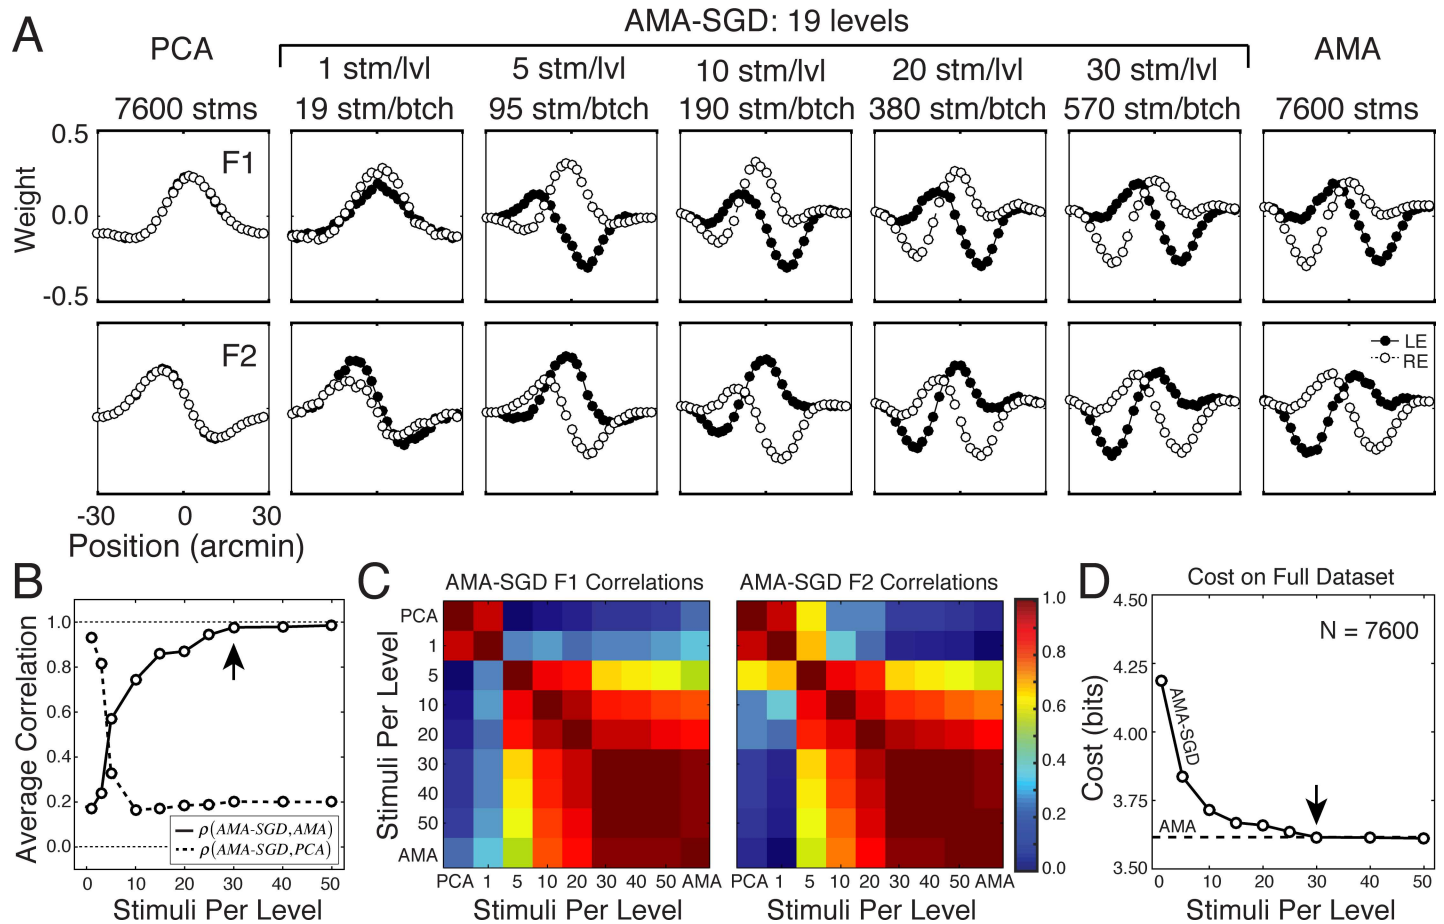 A
AMA-SGD: 19 levels
PCA
AMA
1 stm/lvl
5 stm/lvl
10 stm/lvl
20 stm/lvl
30 stm/lvl
7600 stms
19 stm/btch
95 stm/btch
190 stm/btch
380 stm/btch
570 stm/btch
7600 stms
Weight
0.5
0.0
-0.5
F1
F2
LE
RE
-30 0 30
Position (arcmin)
B
Average Correlation
1.0
0.8
0.6
0.4
0.2
0.0
ρ(AMA-SGD,AMA)
ρ(AMA-SGD,PCA)
0 10 20 30 40 50
Stimuli Per Level
C
AMA-SGD F1 Correlations
Stimuli Per Level
PCA
1
5
10
20
30
40
50
AMA
PCA 1 5 10 20 30 40 50 AMA
Stimuli Per Level
AMA-SGD F2 Correlations
PCA 1 5 10 20 30 40 50 AMA
Stimuli Per Level
1.0
0.8
0.6
0.4
0.2
0.0
D
Cost on Full Dataset
N = 7600
Cost (bits)
4.50
4.25
4.00
3.75
3.50
AMA-SGD
AMA
0 10 20 30 40 50
Stimuli Per Level